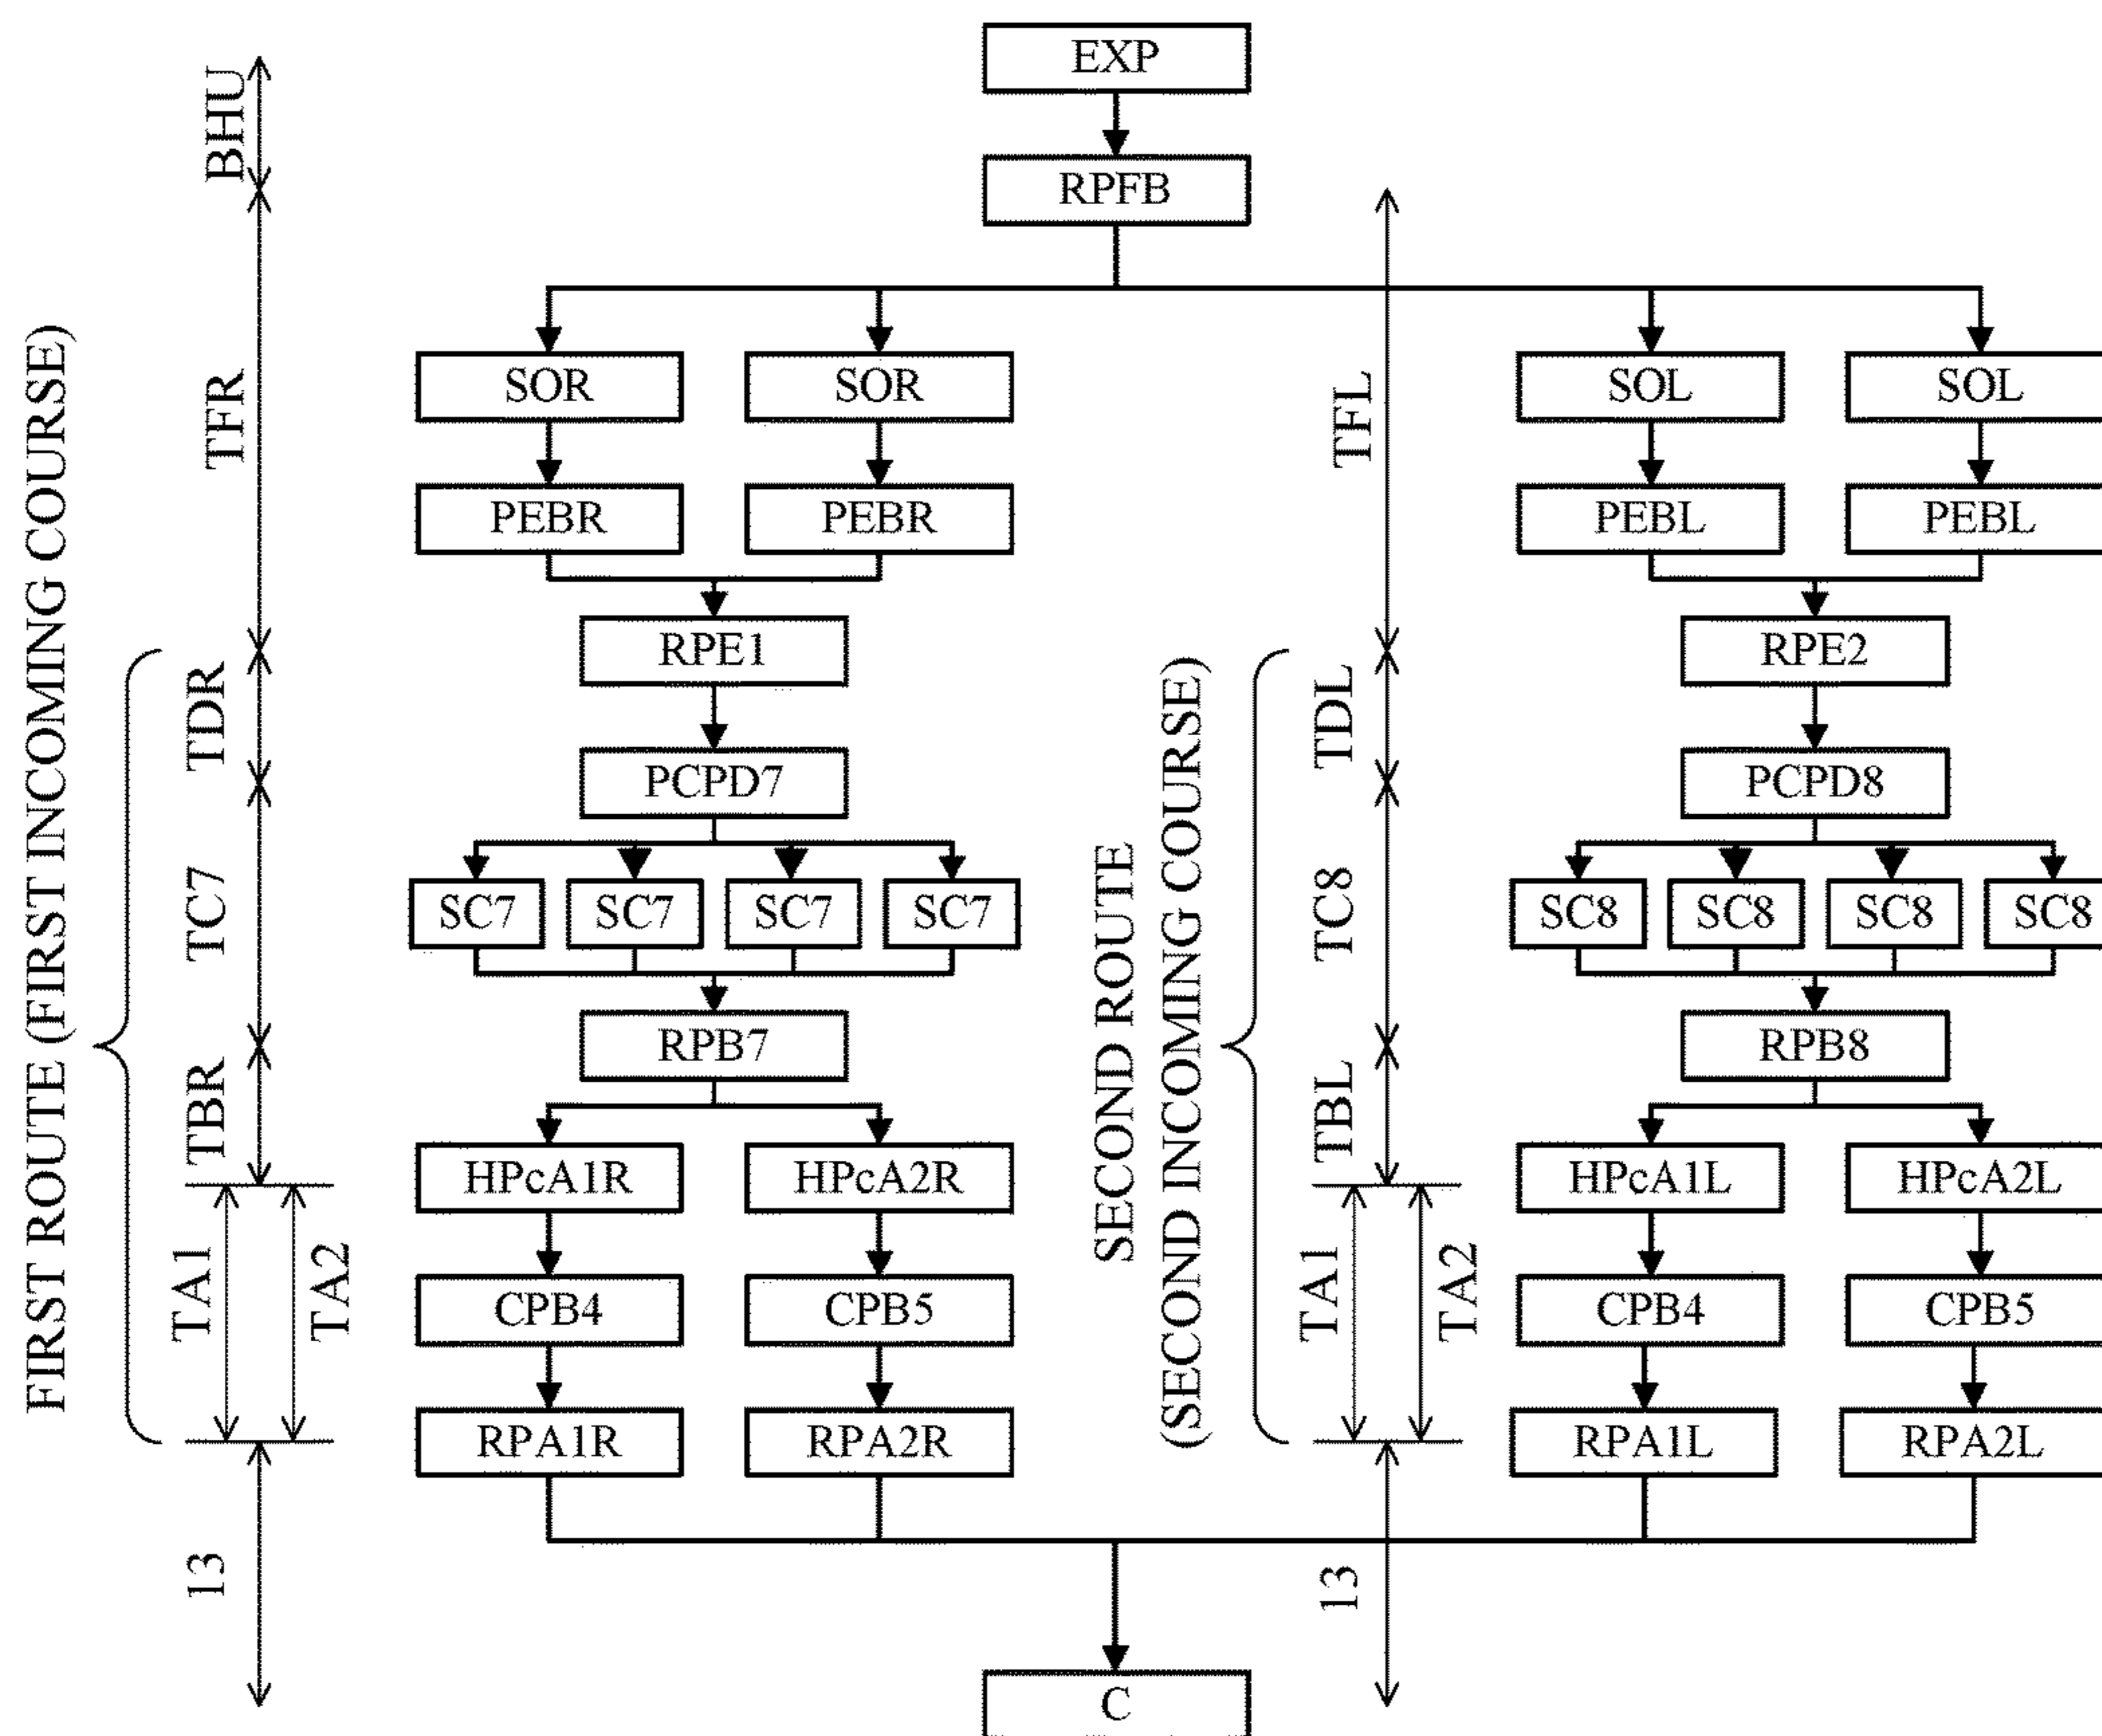 EXP
BHU
RPFB
TFR
TFL
SOR SOR SOL SOL
PEBR PEBR PEBL PEBL
FIRST ROUTE (FIRST INCOMING COURSE)
RPE1 RPE2
TDR
SECOND ROUTE
(SECOND INCOMING COURSE)
TDL
PCPD7 PCPD8
TC7
SC7 SC7 SC7 SC7
TC8
SC8 SC8 SC8 SC8
RPB7 RPB8
TBR
TBL
HPcA1R HPcA2R HPcA1L HPcA2L
TA1 TA2
CPB4 CPB5
TA1 TA2
CPB4 CPB5
RPA1R RPA2R RPA1L RPA2L
13
13
C